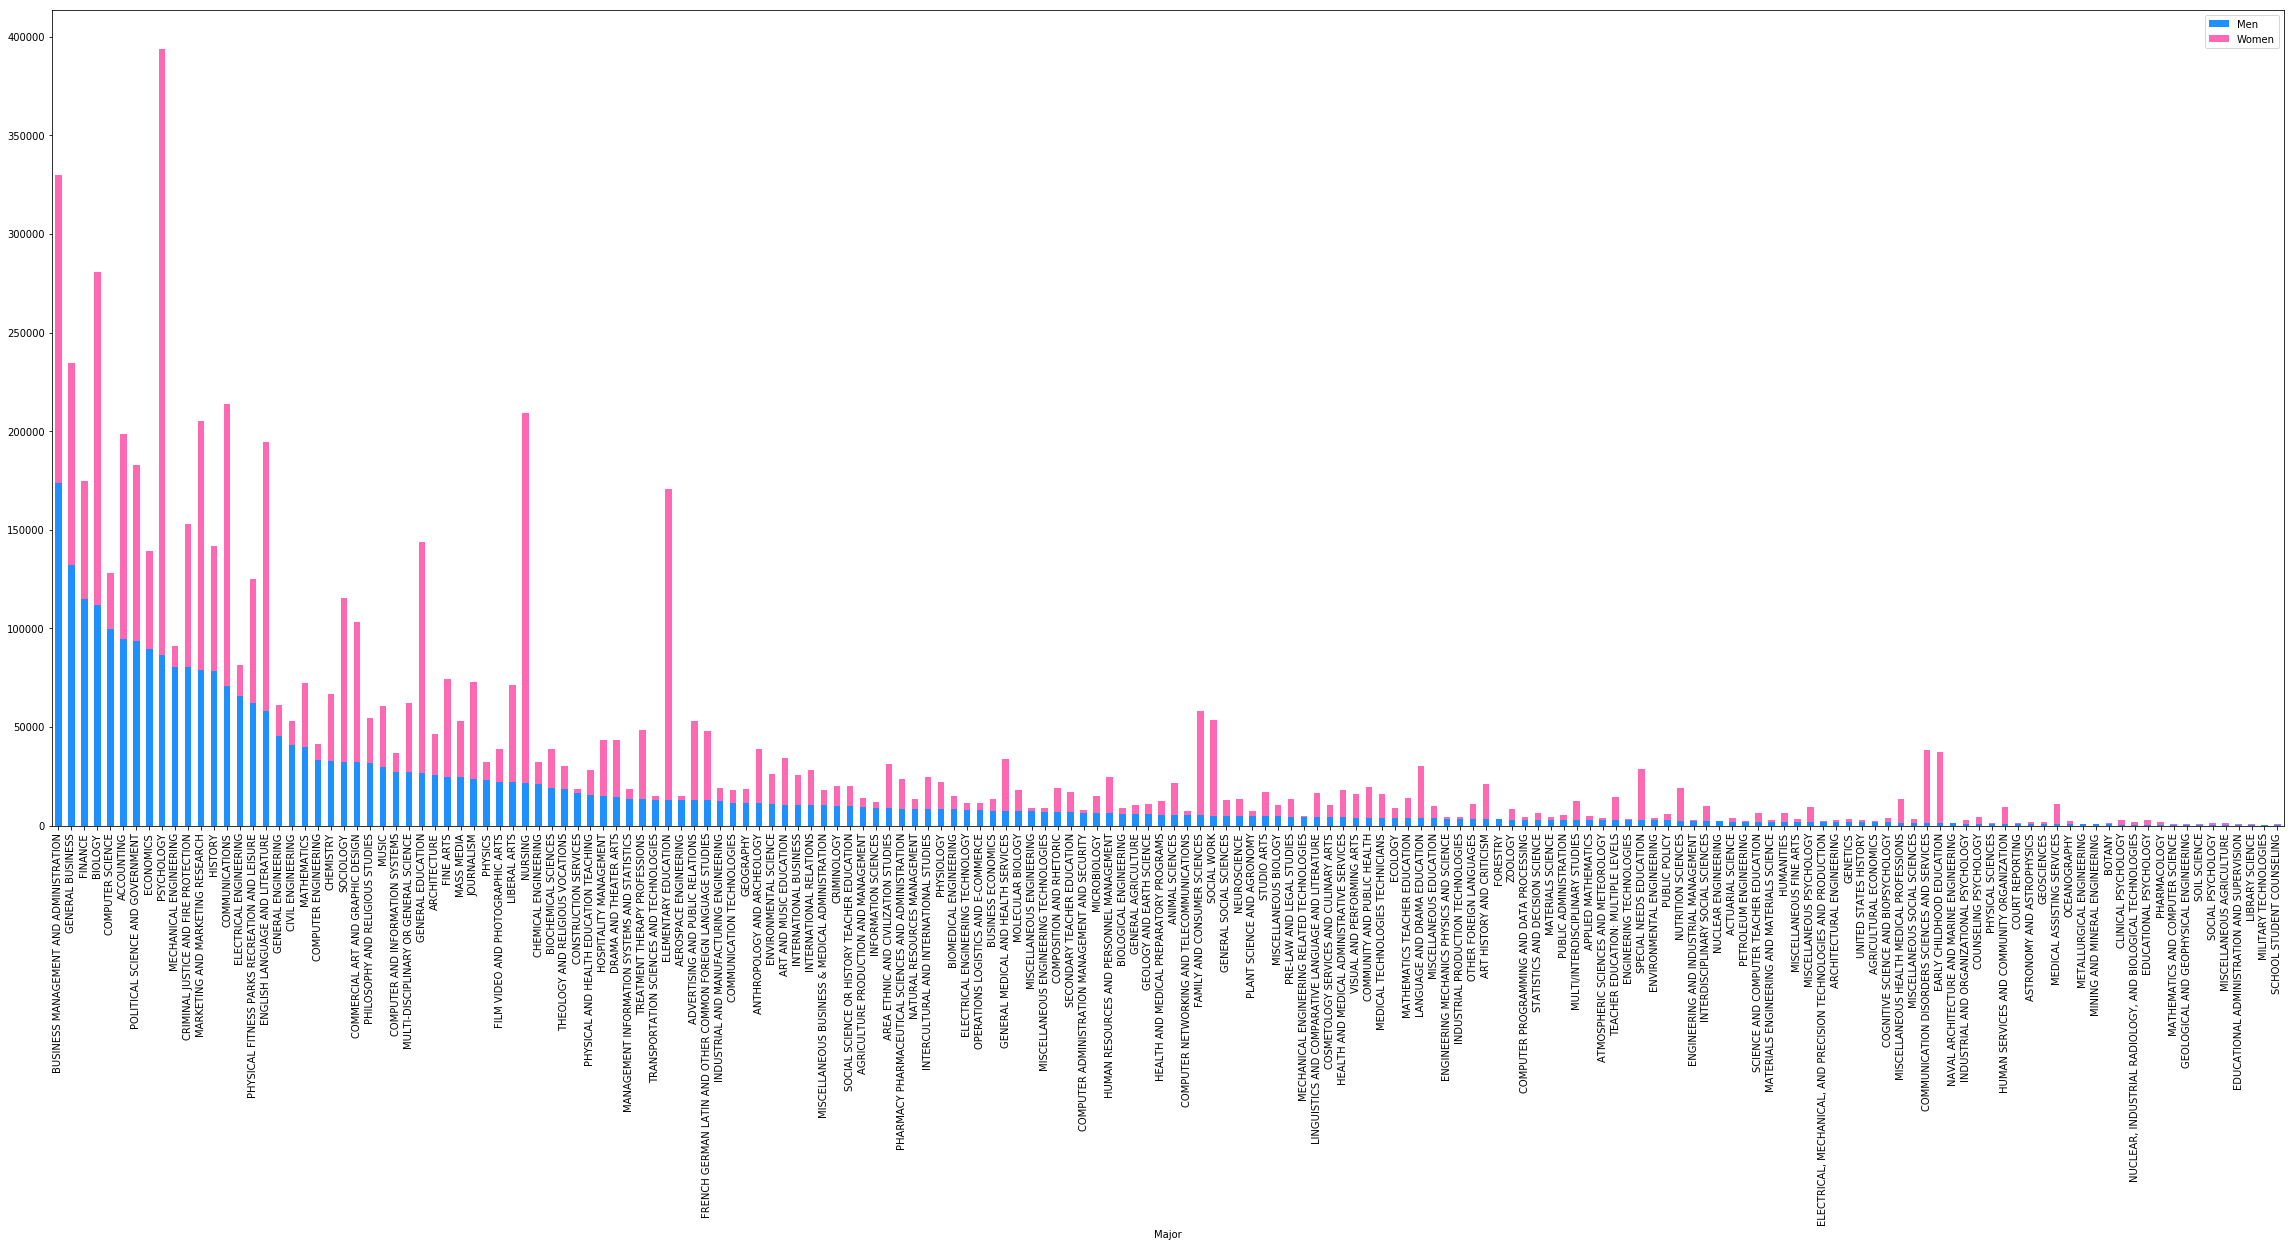 400000
350000
300000
250000
200000
150000
100000
50000
0
Men
Women
BUSINESS MANAGEMENT AND ADMINISTRATION
GENERAL BUSINESS
FINANCE
BIOLOGY
COMPUTER SCIENCE
ACCOUNTING
POLITICAL SCIENCE AND GOVERNMENT
ECONOMICS
PSYCHOLOGY
MECHANICAL ENGINEERING
CRIMINAL JUSTICE AND FIRE PROTECTION
MARKETING AND MARKETING RESEARCH
HISTORY
COMMUNICATIONS
ELECTRICAL ENGINEERING
PHYSICAL FITNESS PARKS RECREATION AND LEISURE
ENGLISH LANGUAGE AND LITERATURE
GENERAL ENGINEERING
CIVIL ENGINEERING
MATHEMATICS
COMPUTER ENGINEERING
CHEMISTRY
SOCIOLOGY
COMMERCIAL ART AND GRAPHIC DESIGN
PHILOSOPHY AND RELIGIOUS STUDIES
MUSIC
COMPUTER AND INFORMATION SYSTEMS
MULTI-DISCIPLINARY OR GENERAL SCIENCE
GENERAL EDUCATION
ARCHITECTURE
FINE ARTS
MASS MEDIA
JOURNALISM
PHYSICS
FILM VIDEO AND PHOTOGRAPHIC ARTS
LIBERAL ARTS
NURSING
CHEMICAL ENGINEERING
BIOCHEMICAL SCIENCES
THEOLOGY AND RELIGIOUS VOCATIONS
CONSTRUCTION SERVICES
PHYSICAL AND HEALTH EDUCATION TEACHING
HOSPITALITY MANAGEMENT
DRAMA AND THEATER ARTS
MANAGEMENT INFORMATION SYSTEMS AND STATISTICS
TREATMENT THERAPY PROFESSIONS
TRANSPORTATION SCIENCES AND TECHNOLOGIES
ELEMENTARY EDUCATION
AEROSPACE ENGINEERING
ADVERTISING AND PUBLIC RELATIONS
FRENCH GERMAN LATIN AND OTHER COMMON FOREIGN LANGUAGE STUDIES
INDUSTRIAL AND MANUFACTURING ENGINEERING
COMMUNICATION TECHNOLOGIES
GEOGRAPHY
ANTHROPOLOGY AND ARCHEOLOGY
ENVIRONMENTAL SCIENCE
ART AND MUSIC EDUCATION
INTERNATIONAL BUSINESS
INTERNATIONAL RELATIONS
MISCELLANEOUS BUSINESS & MEDICAL ADMINISTRATION
CRIMINOLOGY
SOCIAL SCIENCE OR HISTORY TEACHER EDUCATION
AGRICULTURE PRODUCTION AND MANAGEMENT
INFORMATION SCIENCES
AREA ETHNIC AND CIVILIZATION STUDIES
PHARMACY PHARMACEUTICAL SCIENCES AND ADMINISTRATION
NATURAL RESOURCES MANAGEMENT
INTERCULTURAL AND INTERNATIONAL STUDIES
PHYSIOLOGY
BIOMEDICAL ENGINEERING
ELECTRICAL ENGINEERING TECHNOLOGY
OPERATIONS LOGISTICS AND E-COMMERCE
BUSINESS ECONOMICS
GENERAL MEDICAL AND HEALTH SERVICES
MOLECULAR BIOLOGY
MISCELLANEOUS ENGINEERING
MISCELLANEOUS ENGINEERING TECHNOLOGIES
COMPOSITION AND RHETORIC
SECONDARY TEACHER EDUCATION
COMPUTER ADMINISTRATION MANAGEMENT AND SECURITY
MICROBIOLOGY
HUMAN RESOURCES AND PERSONNEL MANAGEMENT
BIOLOGICAL ENGINEERING
GENERAL AGRICULTURE
GEOLOGY AND EARTH SCIENCE
HEALTH AND MEDICAL PREPARATORY PROGRAMS
ANIMAL SCIENCES
COMPUTER NETWORKING AND TELECOMMUNICATIONS
FAMILY AND CONSUMER SCIENCES
SOCIAL WORK
GENERAL SOCIAL SCIENCES
NEUROSCIENCE
PLANT SCIENCE AND AGRONOMY
STUDIO ARTS
MISCELLANEOUS BIOLOGY
PRE-LAW AND LEGAL STUDIES
MECHANICAL ENGINEERING RELATED TECHNOLOGIES
LINGUISTICS AND COMPARATIVE LANGUAGE AND LITERATURE
COSMETOLOGY SERVICES AND CULINARY ARTS
HEALTH AND MEDICAL ADMINISTRATIVE SERVICES
VISUAL AND PERFORMING ARTS
COMMUNITY AND PUBLIC HEALTH
MEDICAL TECHNOLOGIES TECHNICIANS
ECOLOGY
MATHEMATICS TEACHER EDUCATION
LANGUAGE AND DRAMA EDUCATION
MISCELLANEOUS EDUCATION
ENGINEERING MECHANICS PHYSICS AND SCIENCE
INDUSTRIAL PRODUCTION TECHNOLOGIES
OTHER FOREIGN LANGUAGES
ART HISTORY AND CRITICISM
FORESTRY
ZOOLOGY
COMPUTER PROGRAMMING AND DATA PROCESSING
STATISTICS AND DECISION SCIENCE
MATERIALS SCIENCE
PUBLIC ADMINISTRATION
MULTI/INTERDISCIPLINARY STUDIES
APPLIED MATHEMATICS
ATMOSPHERIC SCIENCES AND METEOROLOGY
TEACHER EDUCATION: MULTIPLE LEVELS
ENGINEERING TECHNOLOGIES
SPECIAL NEEDS EDUCATION
ENVIRONMENTAL ENGINEERING
PUBLIC POLICY
NUTRITION SCIENCES
ENGINEERING AND INDUSTRIAL MANAGEMENT
INTERDISCIPLINARY SOCIAL SCIENCES
NUCLEAR ENGINEERING
ACTUARIAL SCIENCE
PETROLEUM ENGINEERING
SCIENCE AND COMPUTER TEACHER EDUCATION
MATERIALS ENGINEERING AND MATERIALS SCIENCE
HUMANITIES
MISCELLANEOUS FINE ARTS
MISCELLANEOUS PSYCHOLOGY
ELECTRICAL, MECHANICAL, AND PRECISION TECHNOLOGIES AND PRODUCTION
ARCHITECTURAL ENGINEERING
GENETICS
UNITED STATES HISTORY
AGRICULTURAL ECONOMICS
COGNITIVE SCIENCE AND BIOPSYCHOLOGY
MISCELLANEOUS HEALTH MEDICAL PROFESSIONS
MISCELLANEOUS SOCIAL SCIENCES
COMMUNICATION DISORDERS SCIENCES AND SERVICES
EARLY CHILDHOOD EDUCATION
NAVAL ARCHITECTURE AND MARINE ENGINEERING
INDUSTRIAL AND ORGANIZATIONAL PSYCHOLOGY
COUNSELING PSYCHOLOGY
PHYSICAL SCIENCES
HUMAN SERVICES AND COMMUNITY ORGANIZATION
COURT REPORTING
ASTRONOMY AND ASTROPHYSICS
GEOSCIENCES
MEDICAL ASSISTING SERVICES
OCEANOGRAPHY
METALLURGICAL ENGINEERING
MINING AND MINERAL ENGINEERING
BOTANY
CLINICAL PSYCHOLOGY
NUCLEAR, INDUSTRIAL RADIOLOGY, AND BIOLOGICAL TECHNOLOGIES
EDUCATIONAL PSYCHOLOGY
PHARMACOLOGY
MATHEMATICS AND COMPUTER SCIENCE
GEOLOGICAL AND GEOPHYSICAL ENGINEERING
SOIL SCIENCE
SOCIAL PSYCHOLOGY
MISCELLANEOUS AGRICULTURE
EDUCATIONAL ADMINISTRATION AND SUPERVISION
LIBRARY SCIENCE
MILITARY TECHNOLOGIES
SCHOOL STUDENT COUNSELING
Major